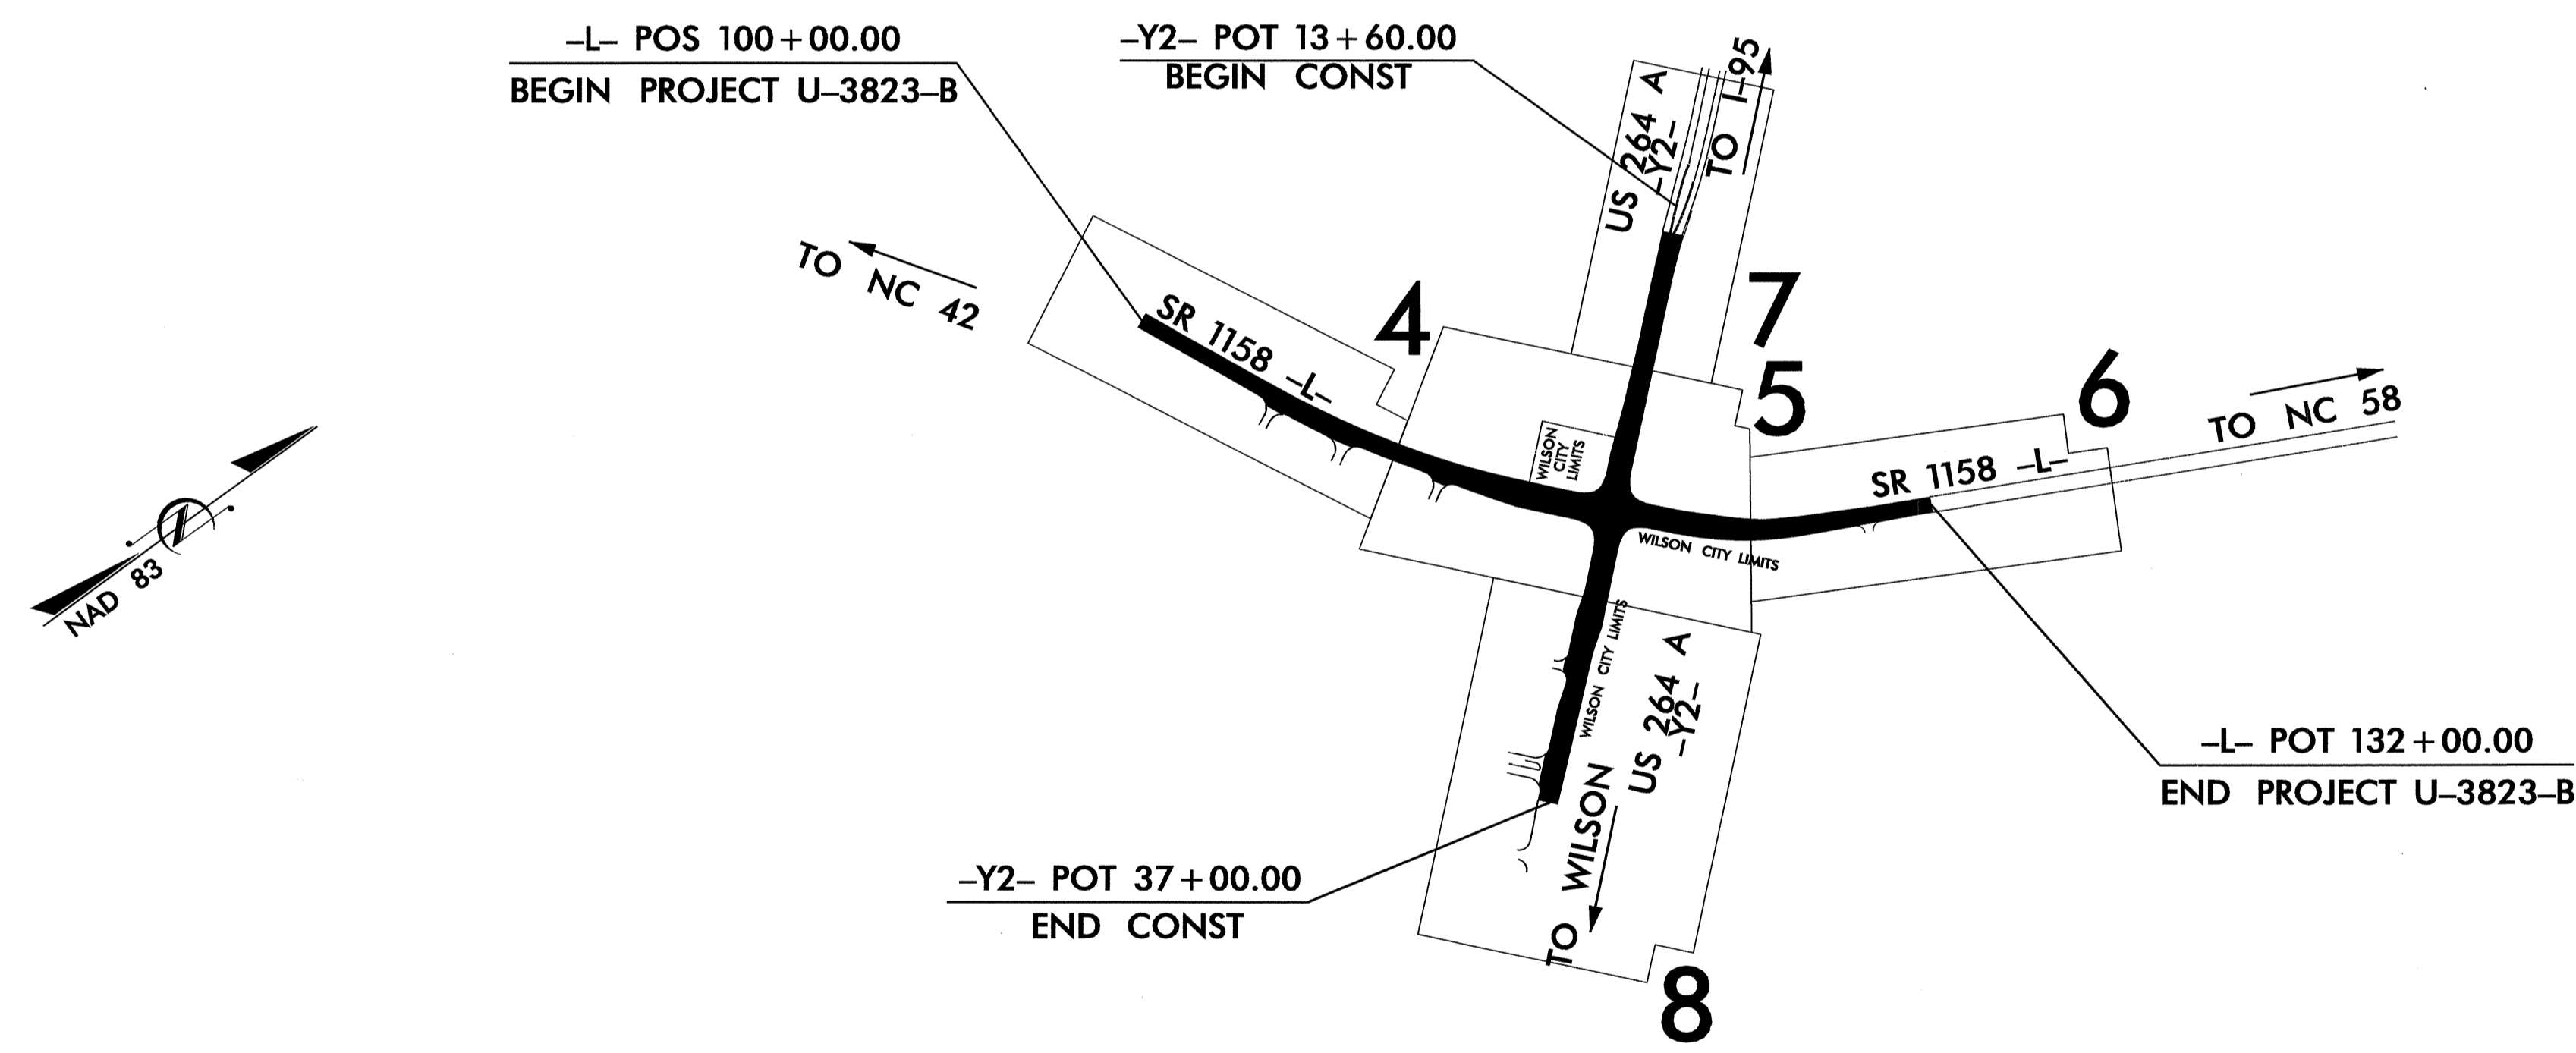 –L– POS 100+00.00
BEGIN PROJECT U–3823–B
–Y2– POT 13+60.00
BEGIN CONST
US 264 A
–Y2–
TO I–95
TO NC 42
SR 1158 –L–
4
7
5
6
TO NC 58
SR 1158 –L–
WILSON
CITY
LIMITS
WILSON CITY LIMITS
NAD 83
WILSON CITY LIMITS
US 264 A
–Y2–
TO WILSON
–L– POT 132+00.00
END PROJECT U–3823–B
–Y2– POT 37+00.00
END CONST
8